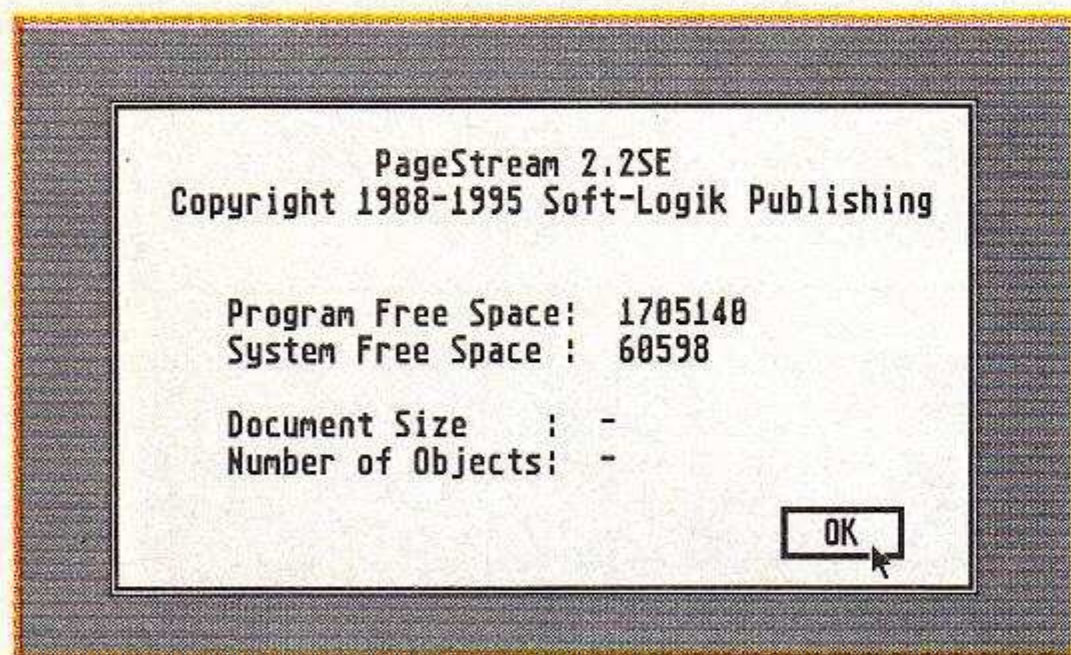 PageStream 2.2SE
Copyright 1988-1995 Soft-Logik Publishing
Program Free Space: 1705140
System Free Space : 60598
Document Size : -
Number of Objects: -
OK